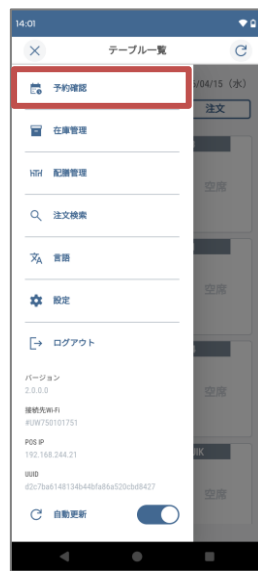 14:01
テーブル一覧
予約確認
/04/15（水）
注文
在庫管理
配膳管理
空席
注文検索
言語
空席
設定
ログアウト
バージョン
2.0.0.0
空席
接続先Wi-Fi
#UW750101751
POS IP
192.168.244.21
UUID
d2c7ba6148134b44bfa86a520cbd8427
空席
自動更新